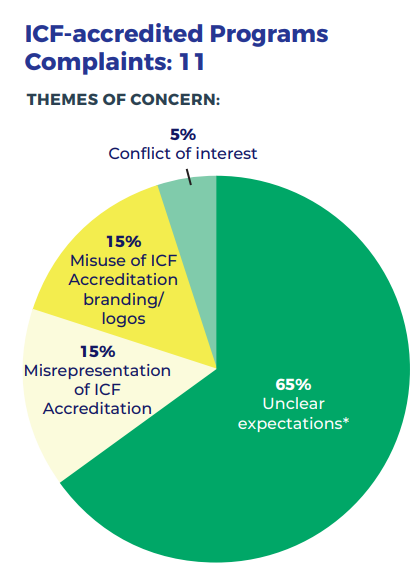 ICF-accredited Programs
Complaints: 11
THEMES OF CONCERN:
5%
Conflict of interest
15%
Misuse of ICF
Accreditation
branding/
logos
15%
Misrepresentation
of ICF
Accreditation
65%
Unclear
expectations*